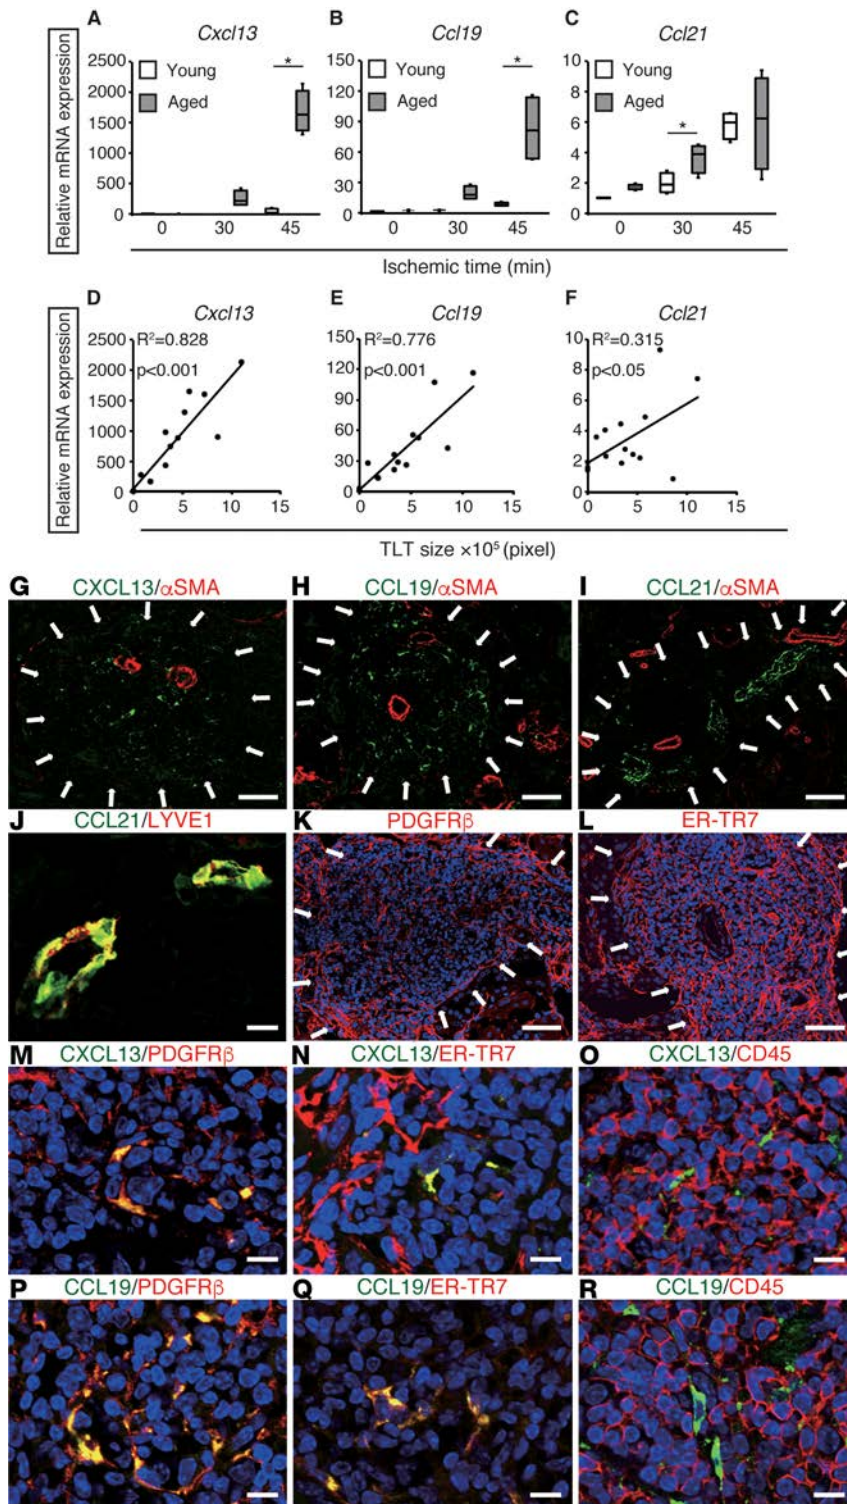 A B C
Cxcl13 Ccl19 Ccl21
Relative mRNA expression
2500 2000 1500 1000 500 0
Young
Aged
*
0 30 45
150 120 90 60 30 0
Young
Aged
*
0 30 45
10 8 6 4 2 0
Young
Aged
*
0 30 45
Ischemic time (min)
D E F
Cxcl13 Ccl19 Ccl21
Relative mRNA expression
2500 2000 1500 1000 500 0
R²=0.828
p<0.001
0 5 10 15
150 120 90 60 30 0
R²=0.776
p<0.001
0 5 10 15
10 8 6 4 2 0
R²=0.315
p<0.05
0 5 10 15
TLT size ×10⁵ (pixel)
G CXCL13/αSMA H CCL19/αSMA I CCL21/αSMA
J CCL21/LYVE1 K PDGFRβ L ER-TR7
M CXCL13/PDGFRβ N CXCL13/ER-TR7 O CXCL13/CD45
P CCL19/PDGFRβ Q CCL19/ER-TR7 R CCL19/CD45